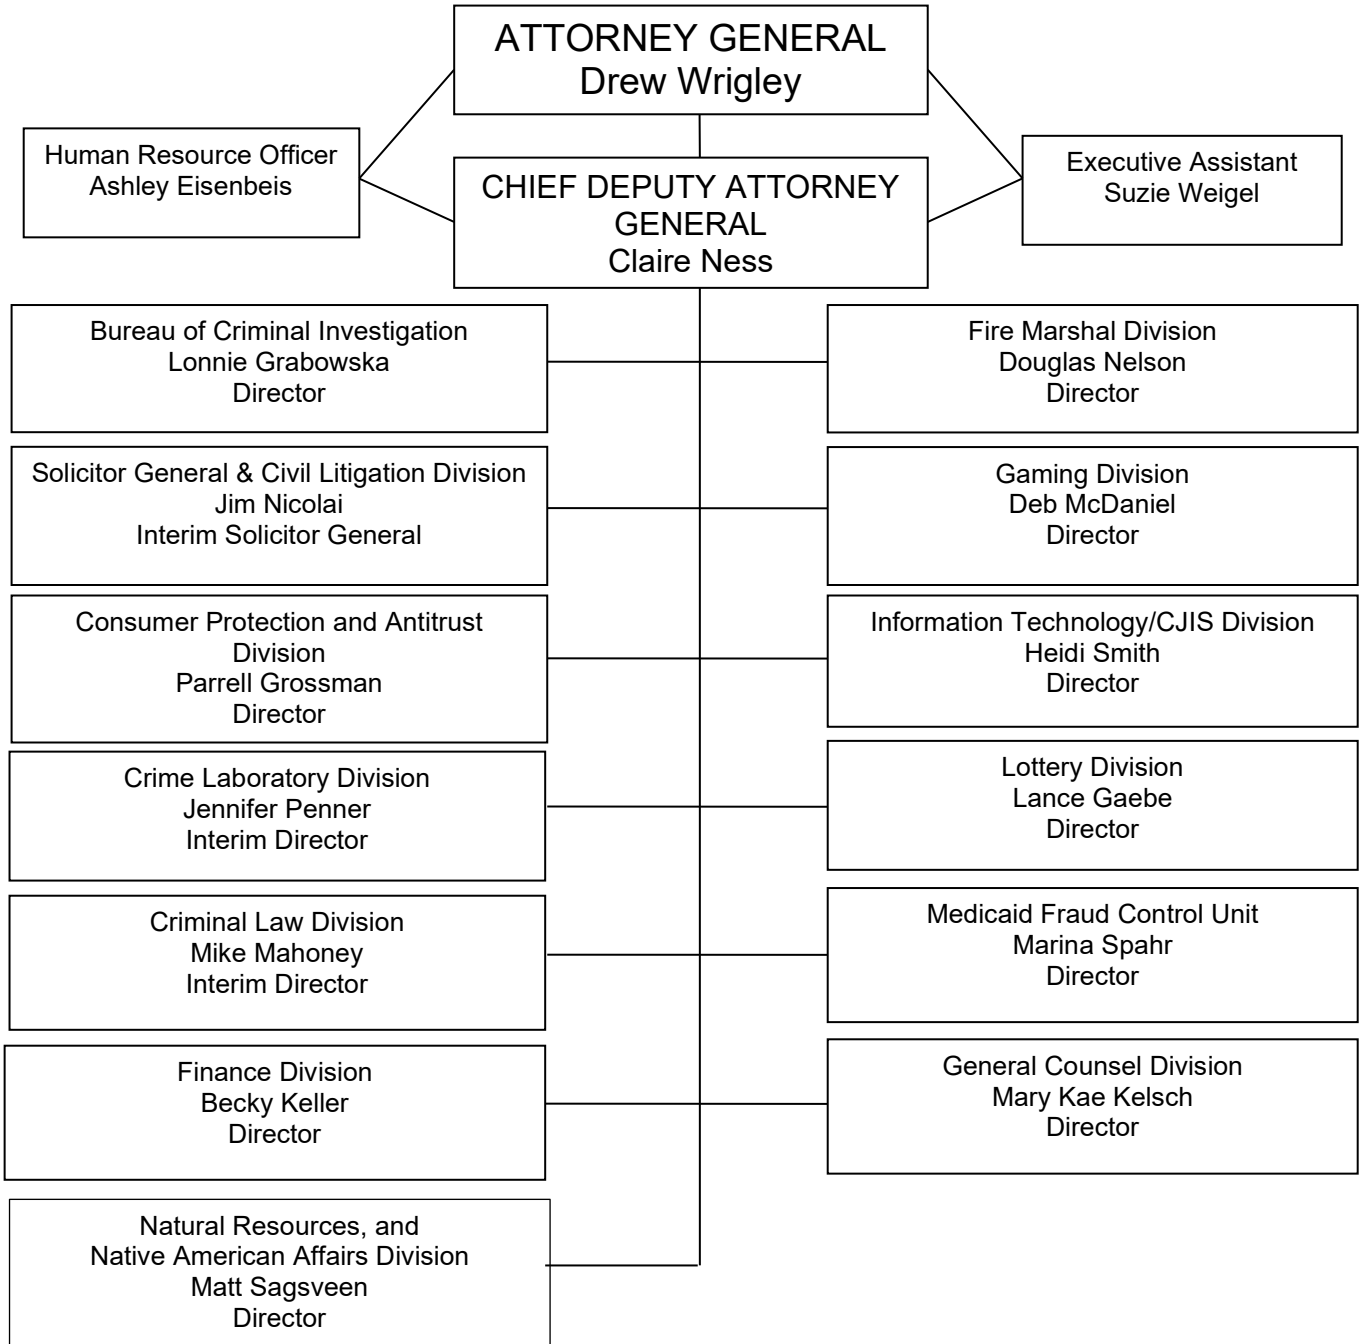 ATTORNEY GENERAL
Drew Wrigley
Human Resource Officer
Ashley Eisenbeis
Executive Assistant
Suzie Weigel
CHIEF DEPUTY ATTORNEY
GENERAL
Claire Ness
Bureau of Criminal Investigation
Lonnie Grabowska
Director
Fire Marshal Division
Douglas Nelson
Director
Solicitor General & Civil Litigation Division
Jim Nicolai
Interim Solicitor General
Gaming Division
Deb McDaniel
Director
Consumer Protection and Antitrust
Division
Parrell Grossman
Director
Information Technology/CJIS Division
Heidi Smith
Director
Crime Laboratory Division
Jennifer Penner
Interim Director
Lottery Division
Lance Gaebe
Director
Criminal Law Division
Mike Mahoney
Interim Director
Medicaid Fraud Control Unit
Marina Spahr
Director
Finance Division
Becky Keller
Director
General Counsel Division
Mary Kae Kelsch
Director
Natural Resources, and
Native American Affairs Division
Matt Sagsveen
Director